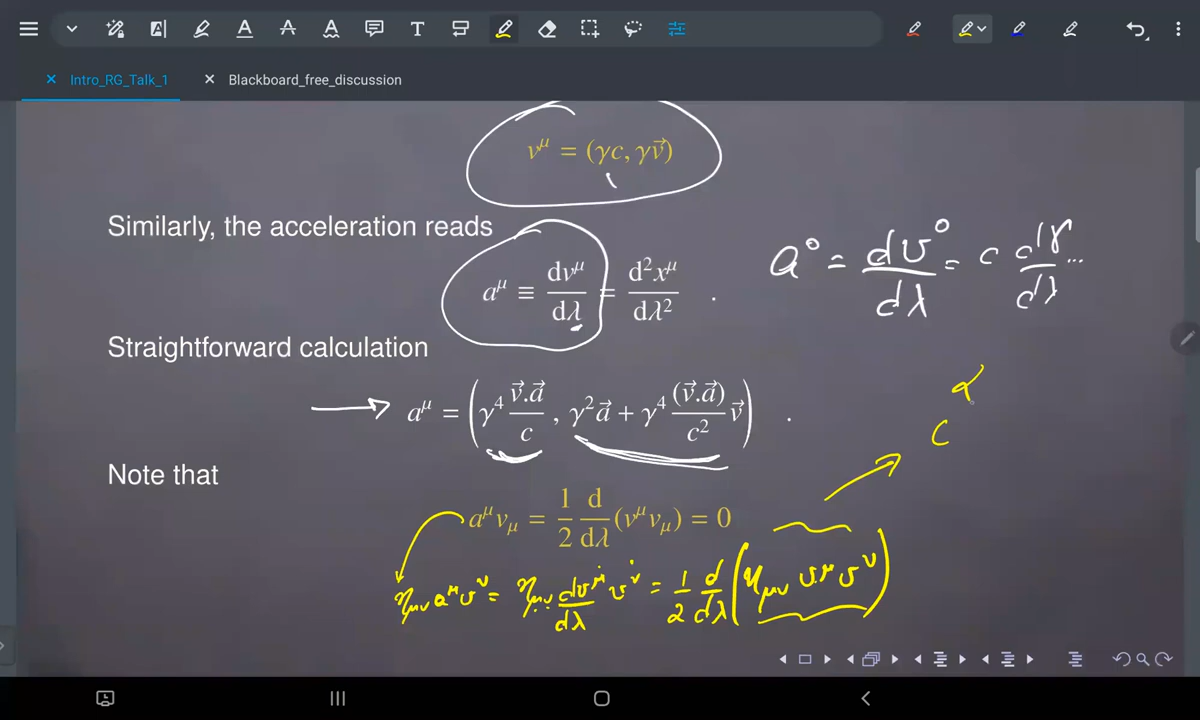 Intro_RG_Talk_1
Blackboard_free_discussion
v^μ = (γc, γv⃗)
Similarly, the acceleration reads
a^μ ≡ dv^μ/dλ = d²x^μ/dλ² .
a° = dv°/dλ = c dγ/dλ ...
Straightforward calculation
→ a^μ = (γ⁴ v⃗.a⃗/c , γ²a⃗ + γ⁴ (v⃗.a⃗)/c² v⃗) .
c
Note that
a^μ v_μ = 1/2 d/dλ (v^μ v_μ) = 0
η_μν a^μ v^ν = η_μν dv^μ/dλ v^ν = 1/2 d/dλ (η_μν v^μ v^ν)